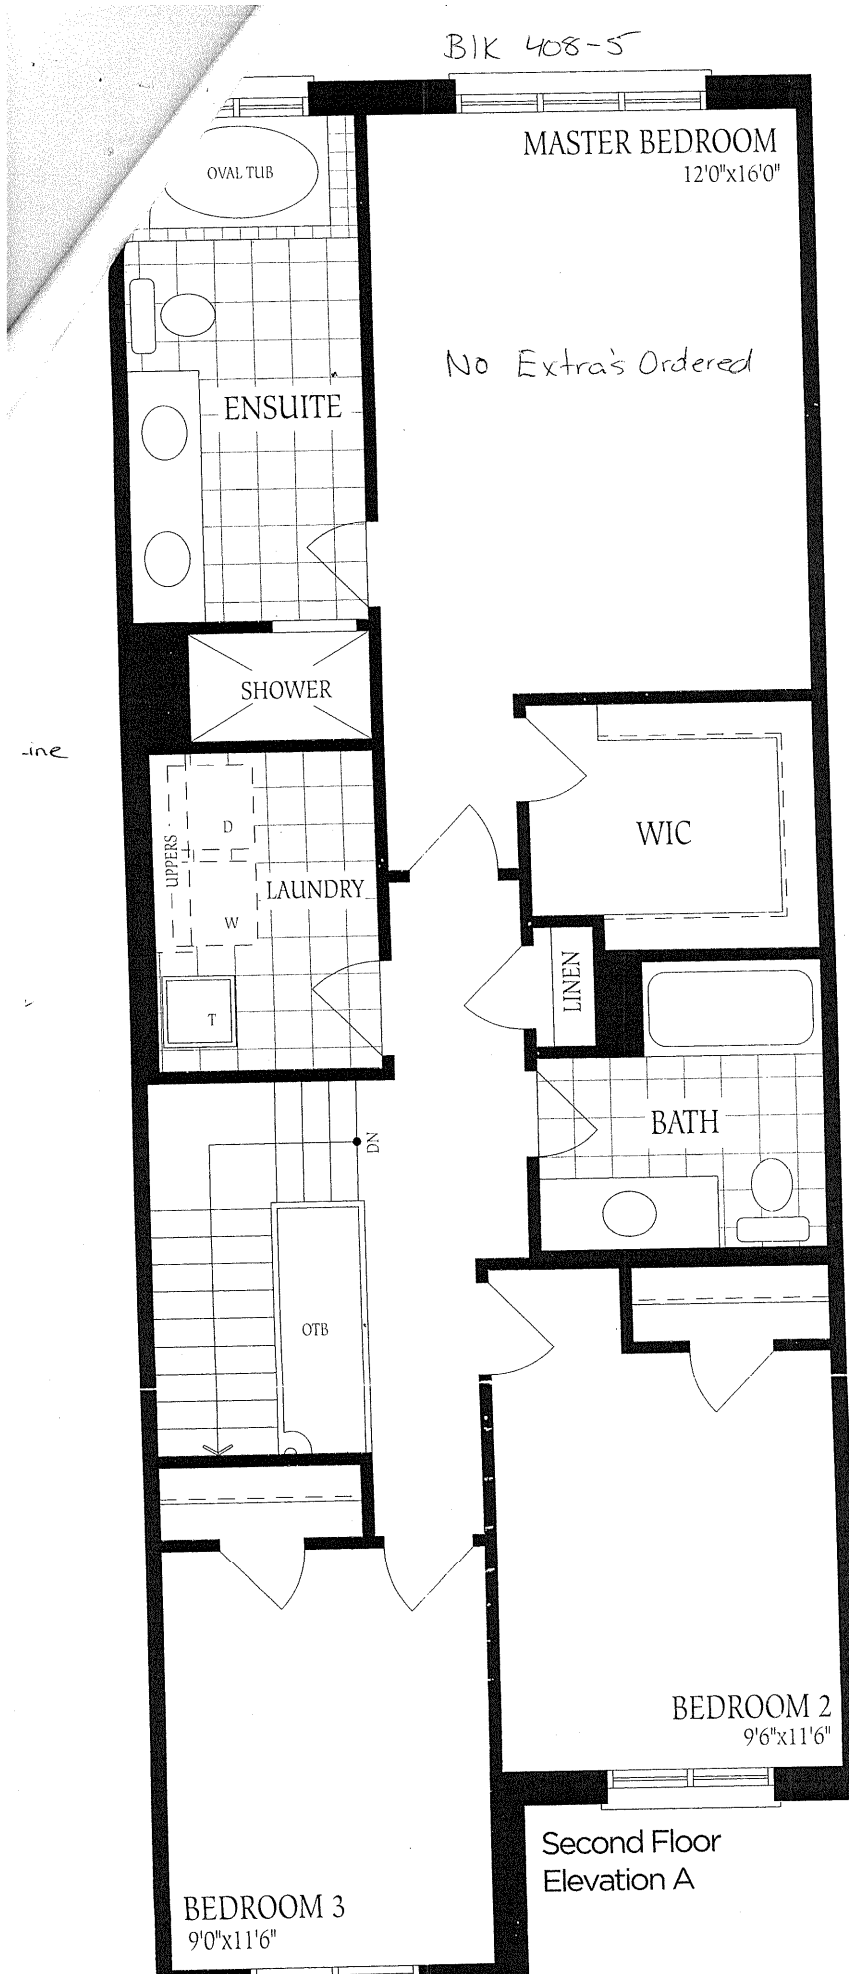 Blk 408-5
MASTER BEDROOM
12'0"x16'0"
OVAL TUB
No Extra's Ordered
ENSUITE
SHOWER
-ine
WIC
UPPERS
D
LAUNDRY
W
LINEN
T
BATH
DN
OTB
BEDROOM 2
9'6"x11'6"
Second Floor
Elevation A
BEDROOM 3
9'0"x11'6"